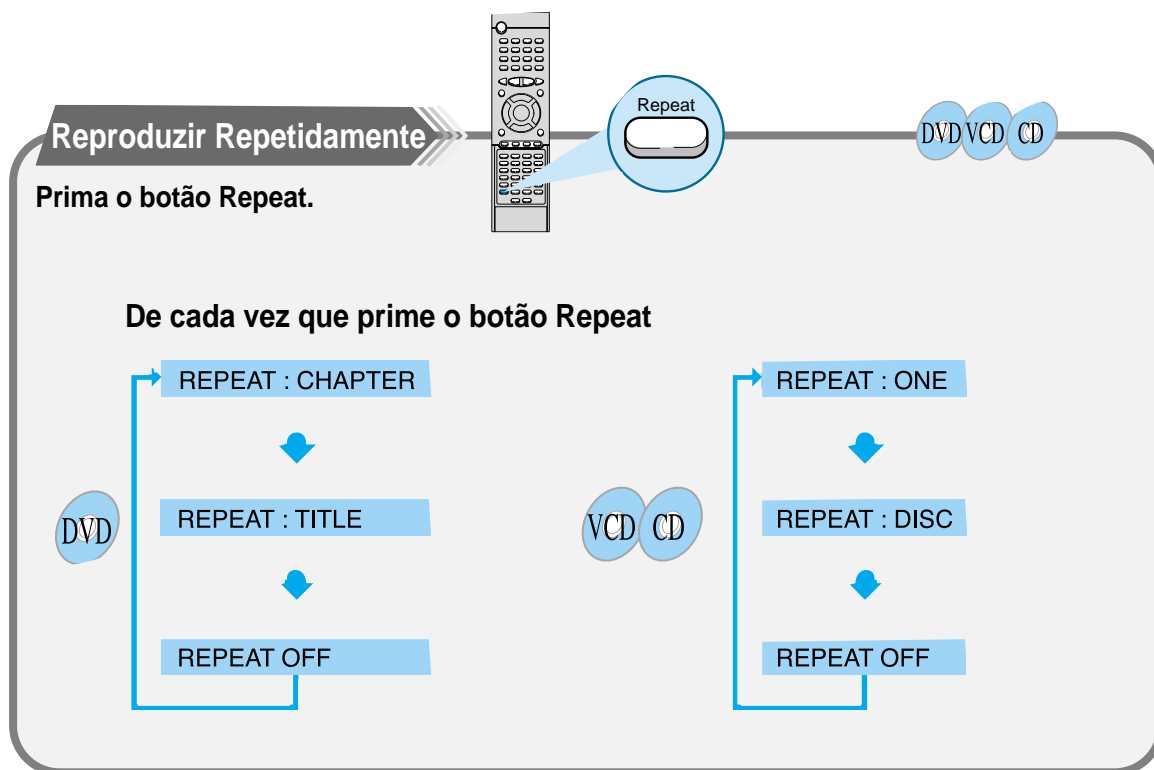 Repeat
Reproduzir Repetidamente
DVD VCD CD
Prima o botão Repeat.
De cada vez que prime o botão Repeat
DVD
REPEAT : CHAPTER
REPEAT : TITLE
REPEAT OFF
VCD CD
REPEAT : ONE
REPEAT : DISC
REPEAT OFF